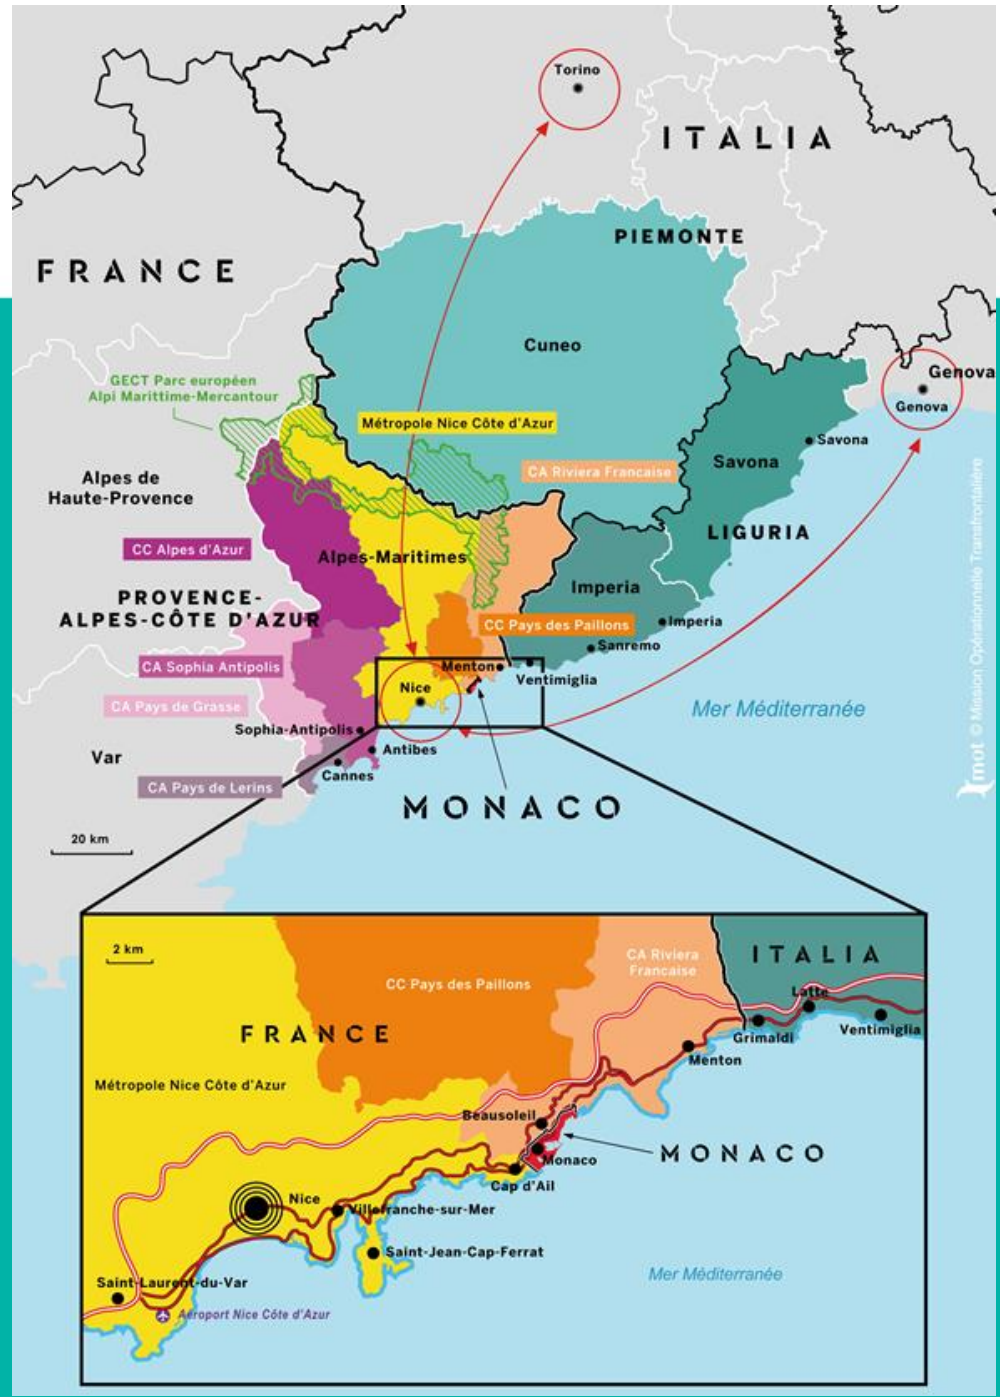 Torino
ITALIA
PIEMONTE
FRANCE
Cuneo
Genova
Genova
GECT Parc européen
Alpi Marittime-Mercantour
Métropole Nice Côte d'Azur
Savona
CA Riviera Francaise
Savona
Alpes de
Haute-Provence
LIGURIA
CC Alpes d'Azur
Alpes-Maritimes
Imperia
PROVENCE-
ALPES-CÔTE D'AZUR
CC Pays des Paillons
Imperia
Sanremo
CA Sophia Antipolis
Menton
Ventimiglia
Nice
CA Pays de Grasse
Mer Méditerranée
Sophia-Antipolis
Antibes
Var
Cannes
CA Pays de Lerins
MONACO
20 km
mot © Mission Opérationnelle Transfrontalière
2 km
ITALIA
CA Riviera
Francaise
CC Pays des Paillons
Latte
FRANCE
Grimaldi
Ventimiglia
Menton
Métropole Nice Côte d'Azur
Beausoleil
MONACO
Monaco
Cap d'Ail
Nice
Villefranche-sur-Mer
Saint-Jean-Cap-Ferrat
Mer Méditerranée
Saint-Laurent-du-Var
Aéroport Nice Côte d'Azur